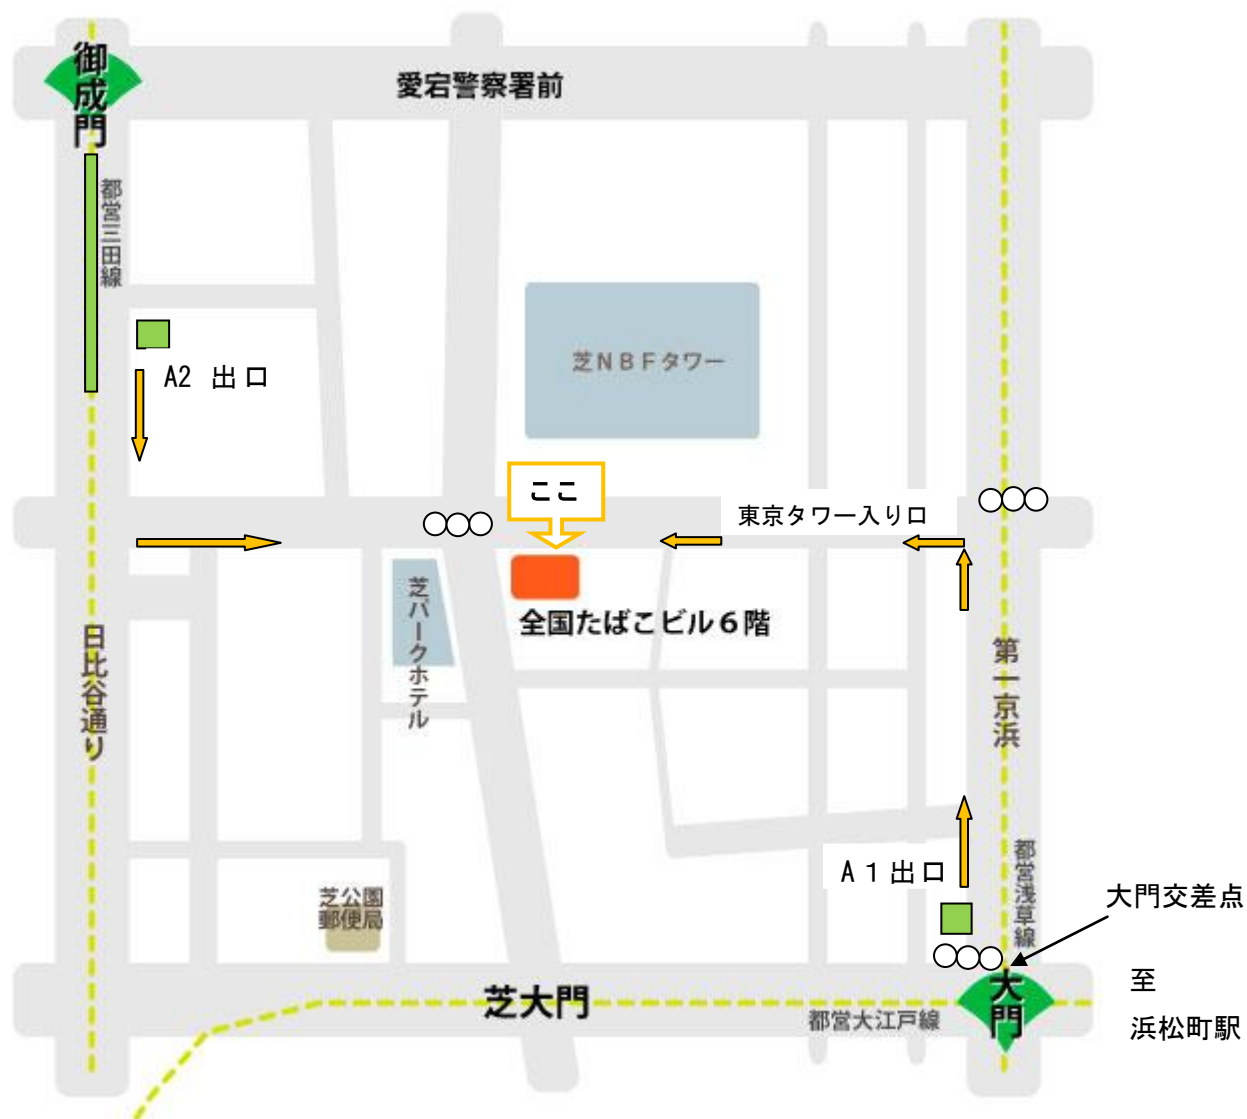 御成門
愛宕警察署前
都営三田線
芝NBFタワー
A2 出口
ここ
東京タワー入り口
芝パークホテル
全国たばこビル6階
日比谷通り
第一京浜
A1出口
都営浅草線
大門交差点
芝公園
郵便局
芝大門
大門
都営大江戸線
至
浜松町駅